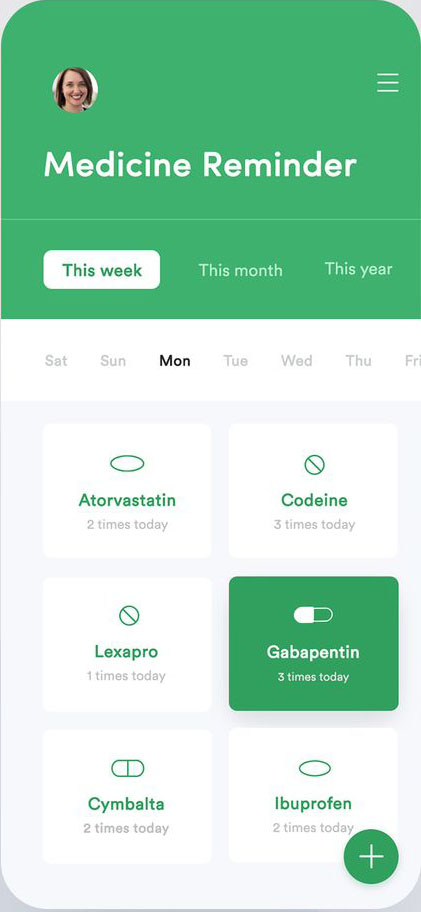 Medicine Reminder
This week This month This year
Sat Sun Mon Tue Wed Thu Fri
Atorvastatin
2 times today
Codeine
3 times today
Lexapro
1 times today
Gabapentin
3 times today
Cymbalta
2 times today
Ibuprofen
2 times today